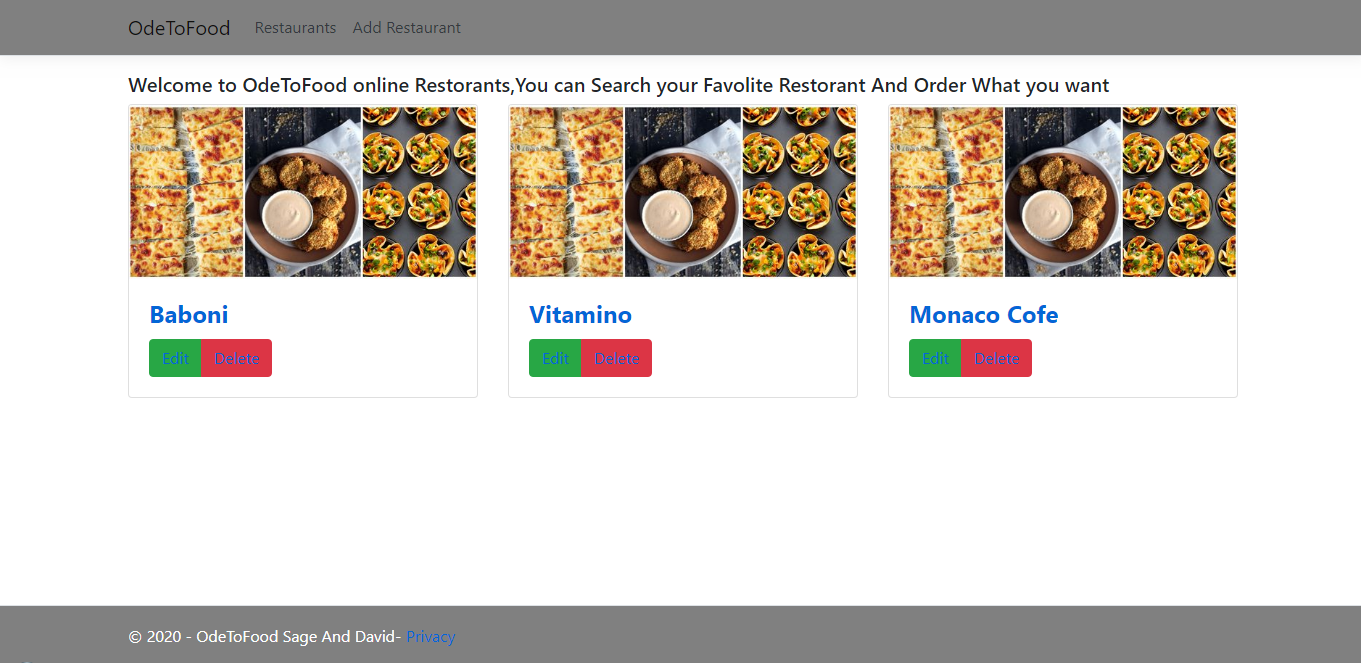 OdeToFood Restaurants Add Restaurant
Welcome to OdeToFood online Restorants,You can Search your Favolite Restorant And Order What you want
Baboni
Edit Delete
Vitamino
Edit Delete
Monaco Cofe
Edit Delete
© 2020 - OdeToFood Sage And David- Privacy